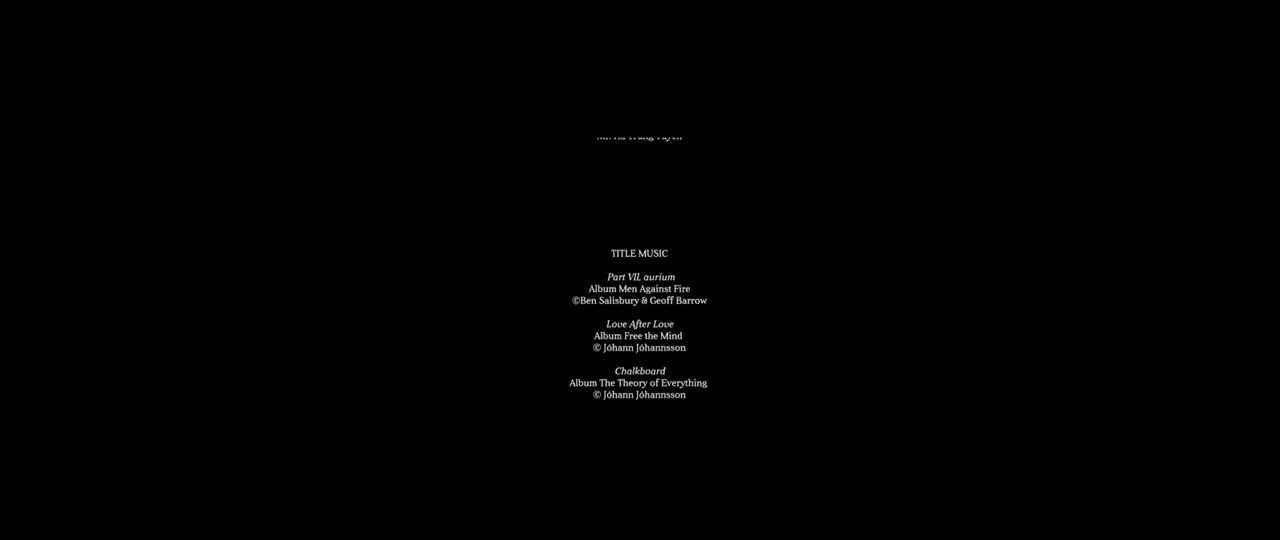 TITLE MUSIC
Part VII, aurium
Album Men Against Fire
©Ben Salisbury & Geoff Barrow
Love After Love
Album Free the Mind
© Jóhann Jóhannsson
Chalkboard
Album The Theory of Everything
© Jóhann Jóhannsson